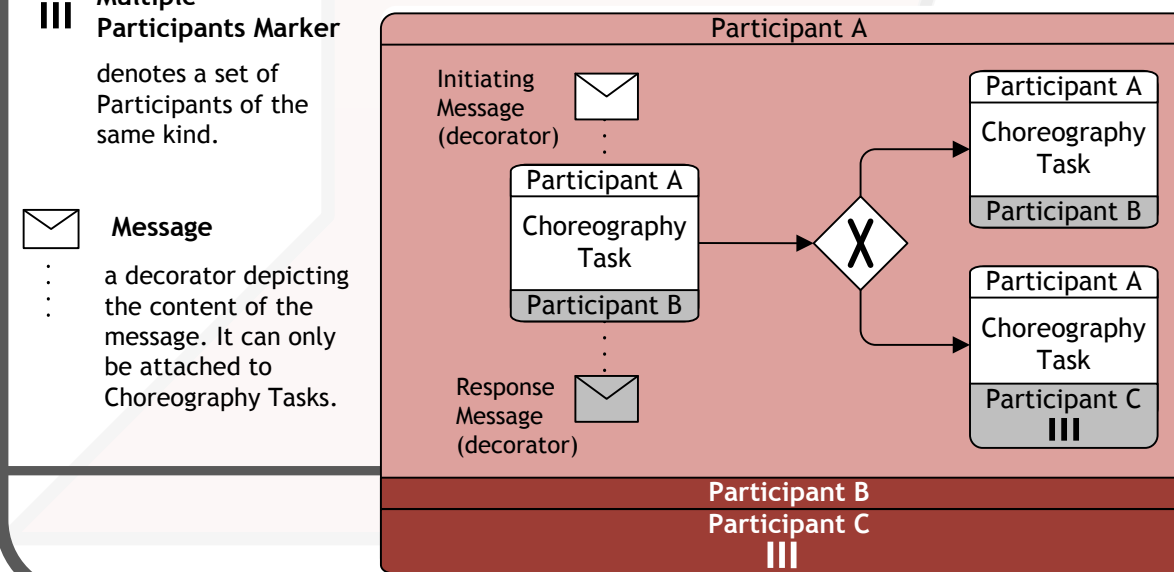 Multiple
Participants Marker
denotes a set of
Participants of the
same kind.
Message
a decorator depicting
the content of the
message. It can only
be attached to
Choreography Tasks.
Participant A
Initiating
Message
(decorator)
Participant A
Choreography
Task
Participant B
Response
Message
(decorator)
X
Participant A
Choreography
Task
Participant B
Participant A
Choreography
Task
Participant C
Participant B
Participant C